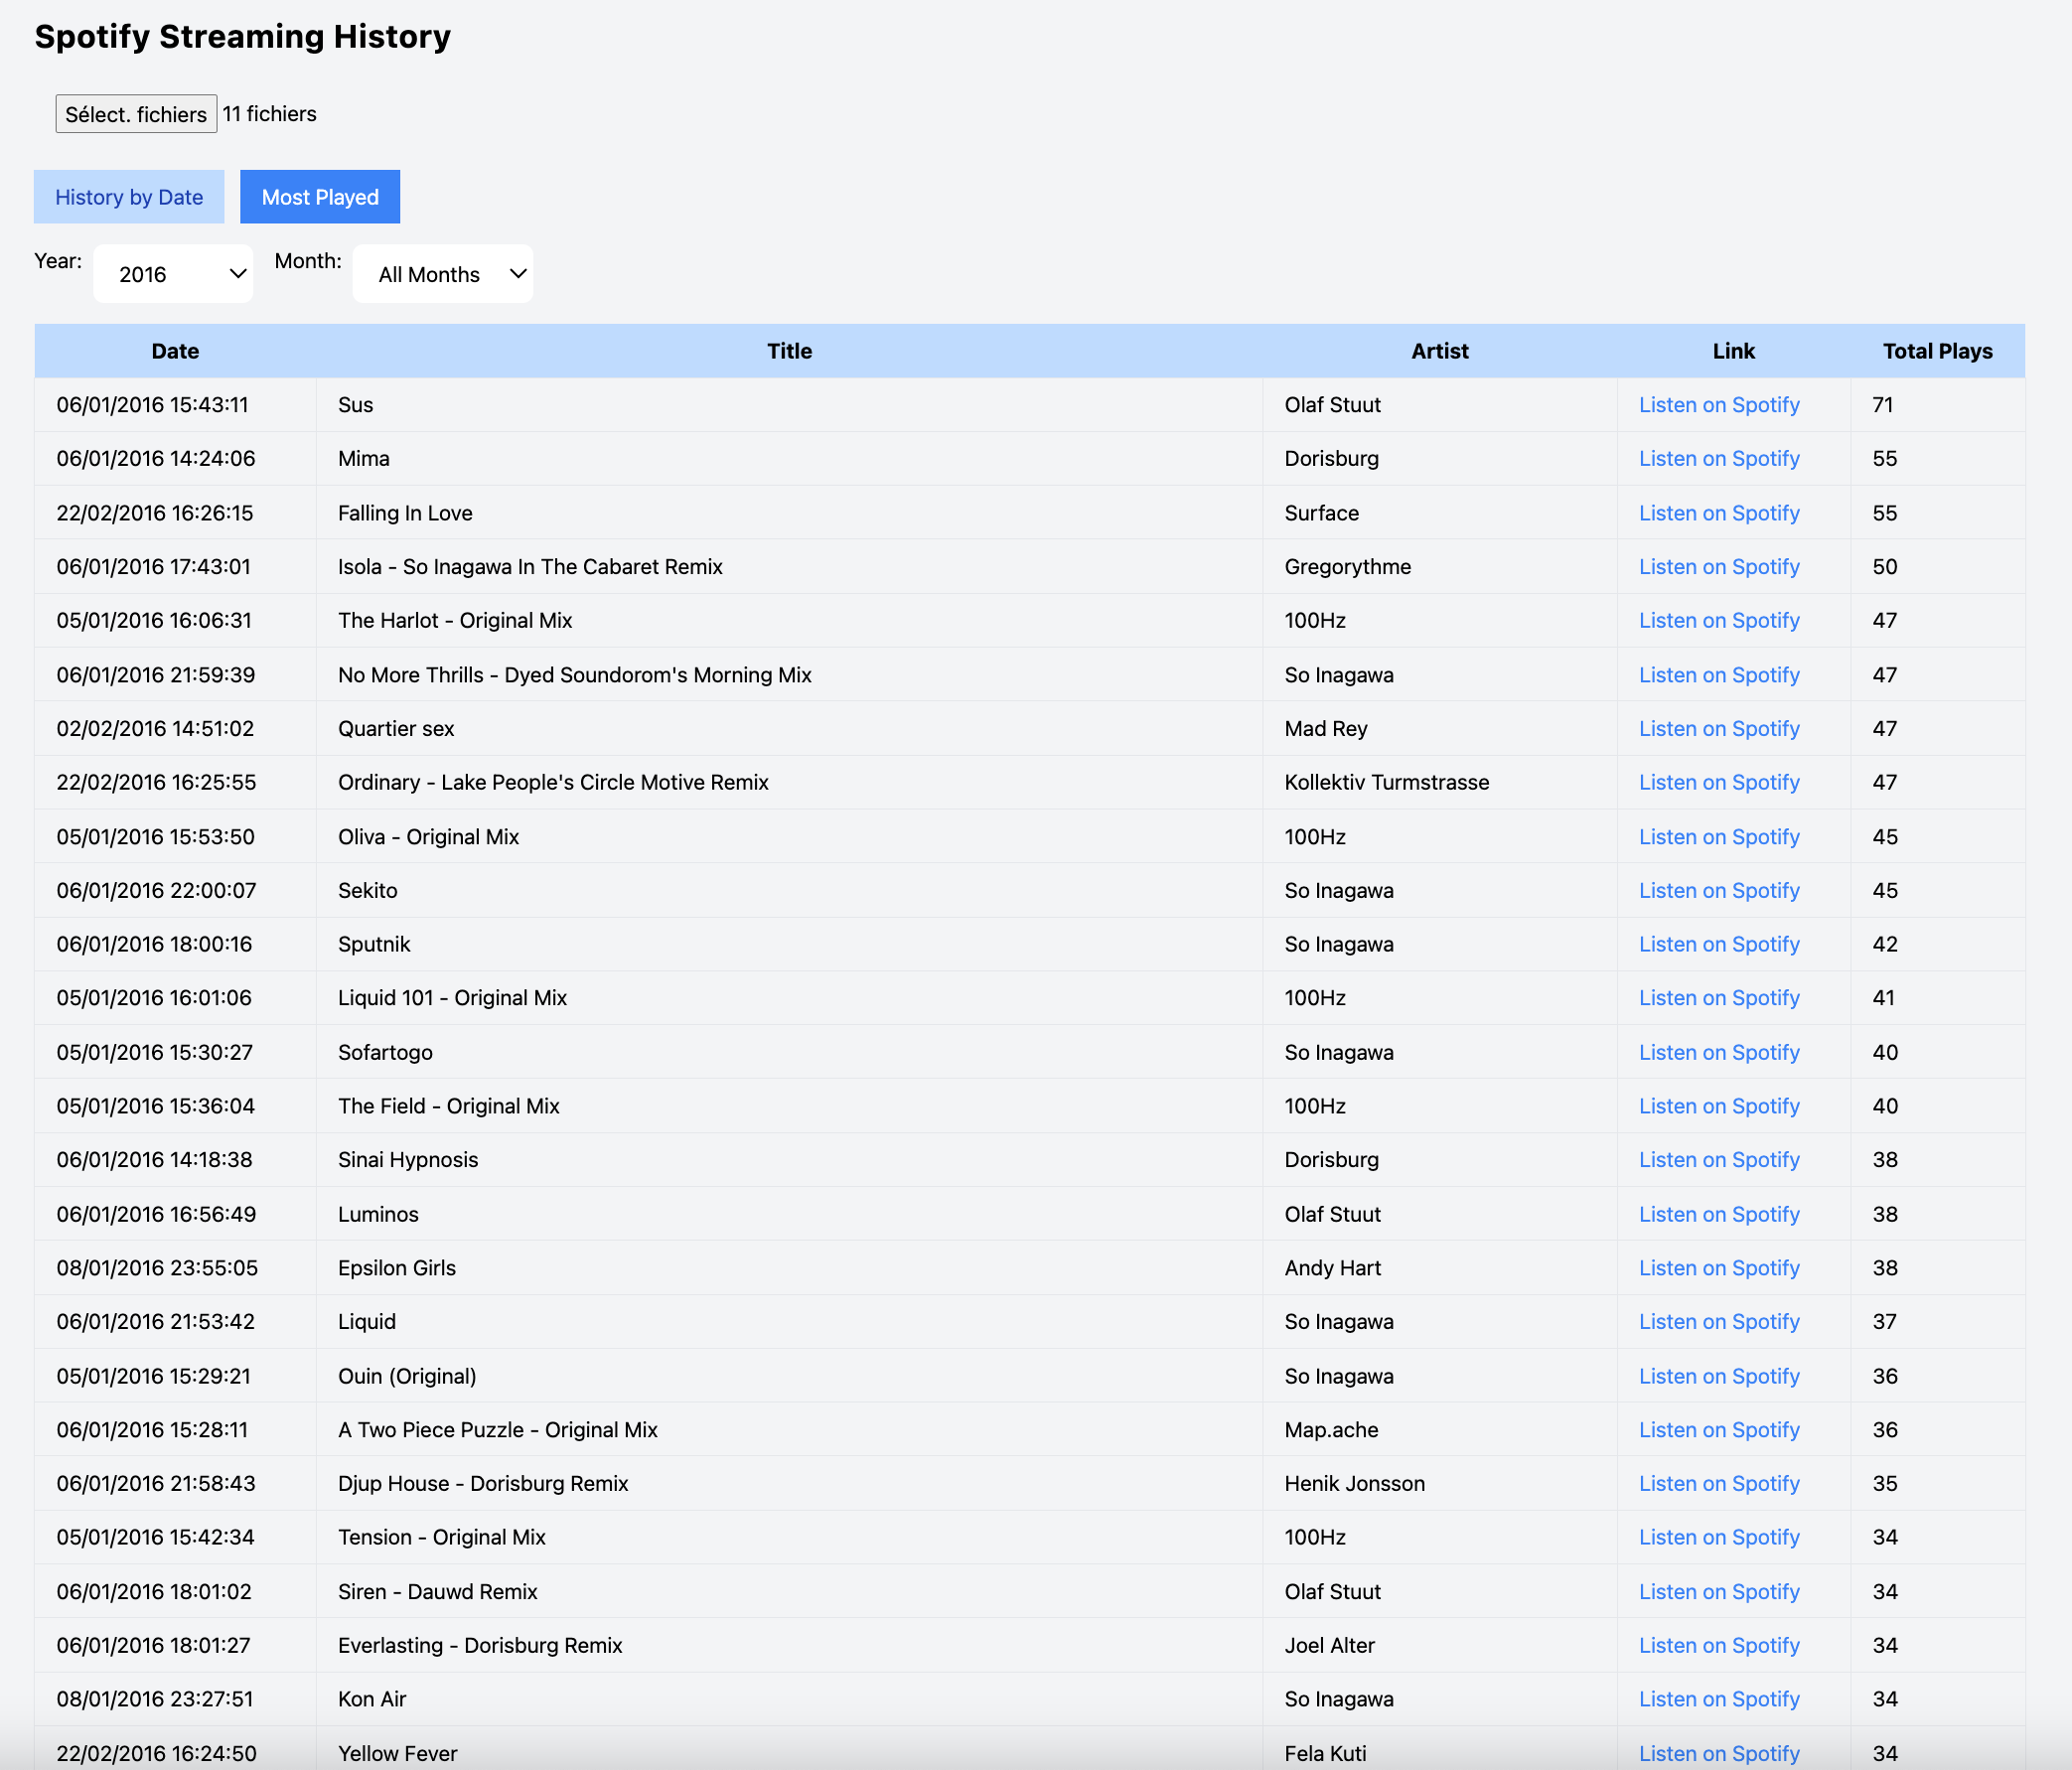 Spotify Streaming History
Sélect. fichiers 11 fichiers
History by Date Most Played
Year: 2016 Month: All Months
Date Title Artist Link Total Plays
06/01/2016 15:43:11 Sus Olaf Stuut Listen on Spotify 71
06/01/2016 14:24:06 Mima Dorisburg Listen on Spotify 55
22/02/2016 16:26:15 Falling In Love Surface Listen on Spotify 55
06/01/2016 17:43:01 Isola - So Inagawa In The Cabaret Remix Gregorythme Listen on Spotify 50
05/01/2016 16:06:31 The Harlot - Original Mix 100Hz Listen on Spotify 47
06/01/2016 21:59:39 No More Thrills - Dyed Soundorom's Morning Mix So Inagawa Listen on Spotify 47
02/02/2016 14:51:02 Quartier sex Mad Rey Listen on Spotify 47
22/02/2016 16:25:55 Ordinary - Lake People's Circle Motive Remix Kollektiv Turmstrasse Listen on Spotify 47
05/01/2016 15:53:50 Oliva - Original Mix 100Hz Listen on Spotify 45
06/01/2016 22:00:07 Sekito So Inagawa Listen on Spotify 45
06/01/2016 18:00:16 Sputnik So Inagawa Listen on Spotify 42
05/01/2016 16:01:06 Liquid 101 - Original Mix 100Hz Listen on Spotify 41
05/01/2016 15:30:27 Sofartogo So Inagawa Listen on Spotify 40
05/01/2016 15:36:04 The Field - Original Mix 100Hz Listen on Spotify 40
06/01/2016 14:18:38 Sinai Hypnosis Dorisburg Listen on Spotify 38
06/01/2016 16:56:49 Luminos Olaf Stuut Listen on Spotify 38
08/01/2016 23:55:05 Epsilon Girls Andy Hart Listen on Spotify 38
06/01/2016 21:53:42 Liquid So Inagawa Listen on Spotify 37
05/01/2016 15:29:21 Ouin (Original) So Inagawa Listen on Spotify 36
06/01/2016 15:28:11 A Two Piece Puzzle - Original Mix Map.ache Listen on Spotify 36
06/01/2016 21:58:43 Djup House - Dorisburg Remix Henik Jonsson Listen on Spotify 35
05/01/2016 15:42:34 Tension - Original Mix 100Hz Listen on Spotify 34
06/01/2016 18:01:02 Siren - Dauwd Remix Olaf Stuut Listen on Spotify 34
06/01/2016 18:01:27 Everlasting - Dorisburg Remix Joel Alter Listen on Spotify 34
08/01/2016 23:27:51 Kon Air So Inagawa Listen on Spotify 34
22/02/2016 16:24:50 Yellow Fever Fela Kuti Listen on Spotify 34